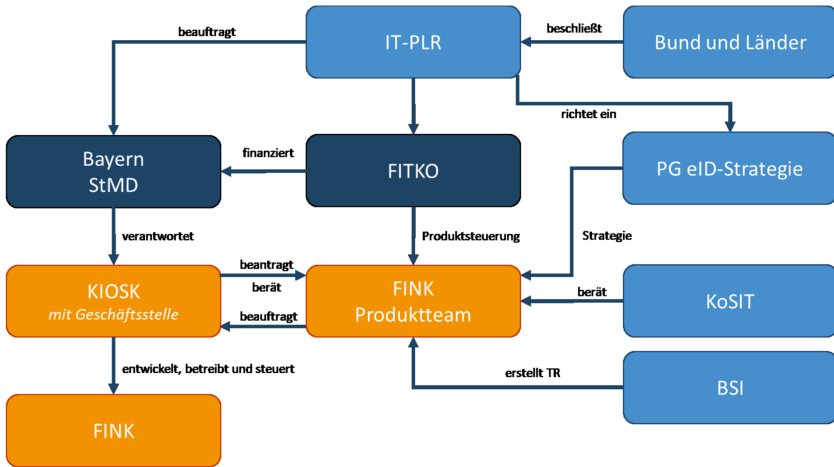 IT-PLR
beschließt
Bund und Länder
beauftragt
richtet ein
Bayern
StMD
finanziert
FITKO
PG eID-Strategie
verantwortet
Produktsteuerung
Strategie
KIOSK
mit Geschäftsstelle
beantragt
berät
beauftragt
FINK
Produktteam
berät
KoSIT
entwickelt, betreibt und steuert
erstellt TR
BSI
FINK